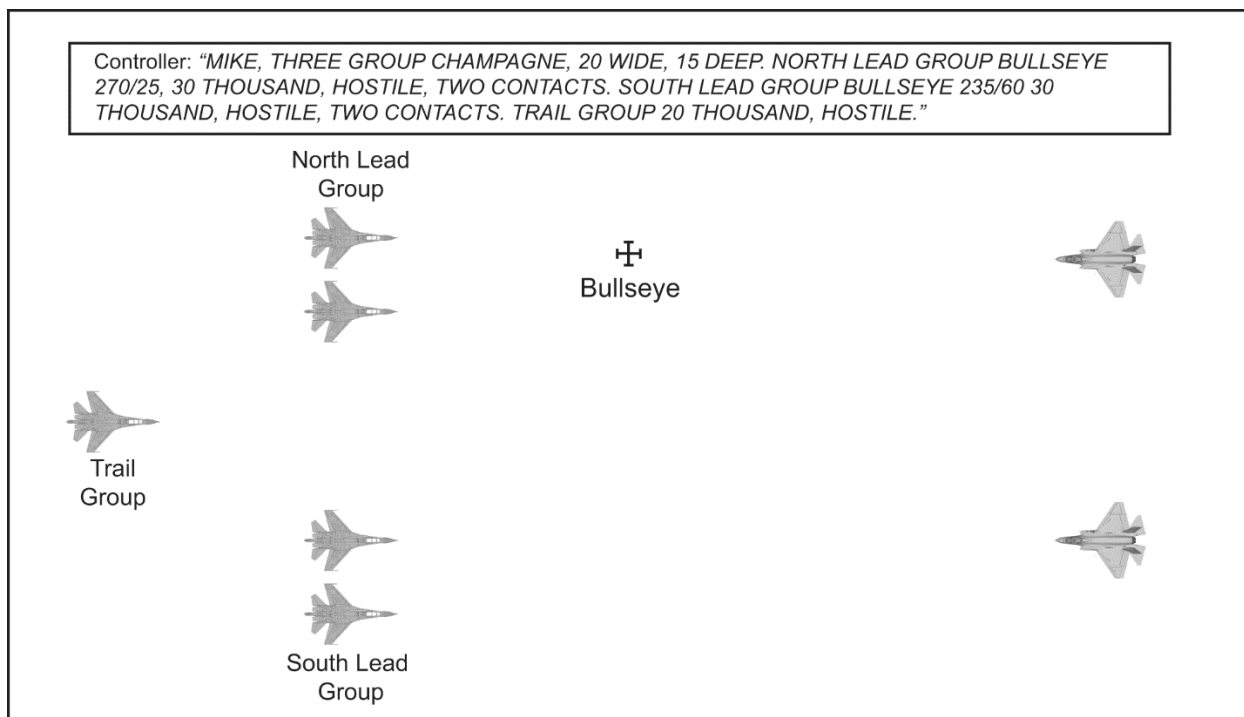 Controller: "MIKE, THREE GROUP CHAMPAGNE, 20 WIDE, 15 DEEP. NORTH LEAD GROUP BULLSEYE
270/25, 30 THOUSAND, HOSTILE, TWO CONTACTS. SOUTH LEAD GROUP BULLSEYE 235/60 30
THOUSAND, HOSTILE, TWO CONTACTS. TRAIL GROUP 20 THOUSAND, HOSTILE."
North Lead
Group
Bullseye
Trail
Group
South Lead
Group